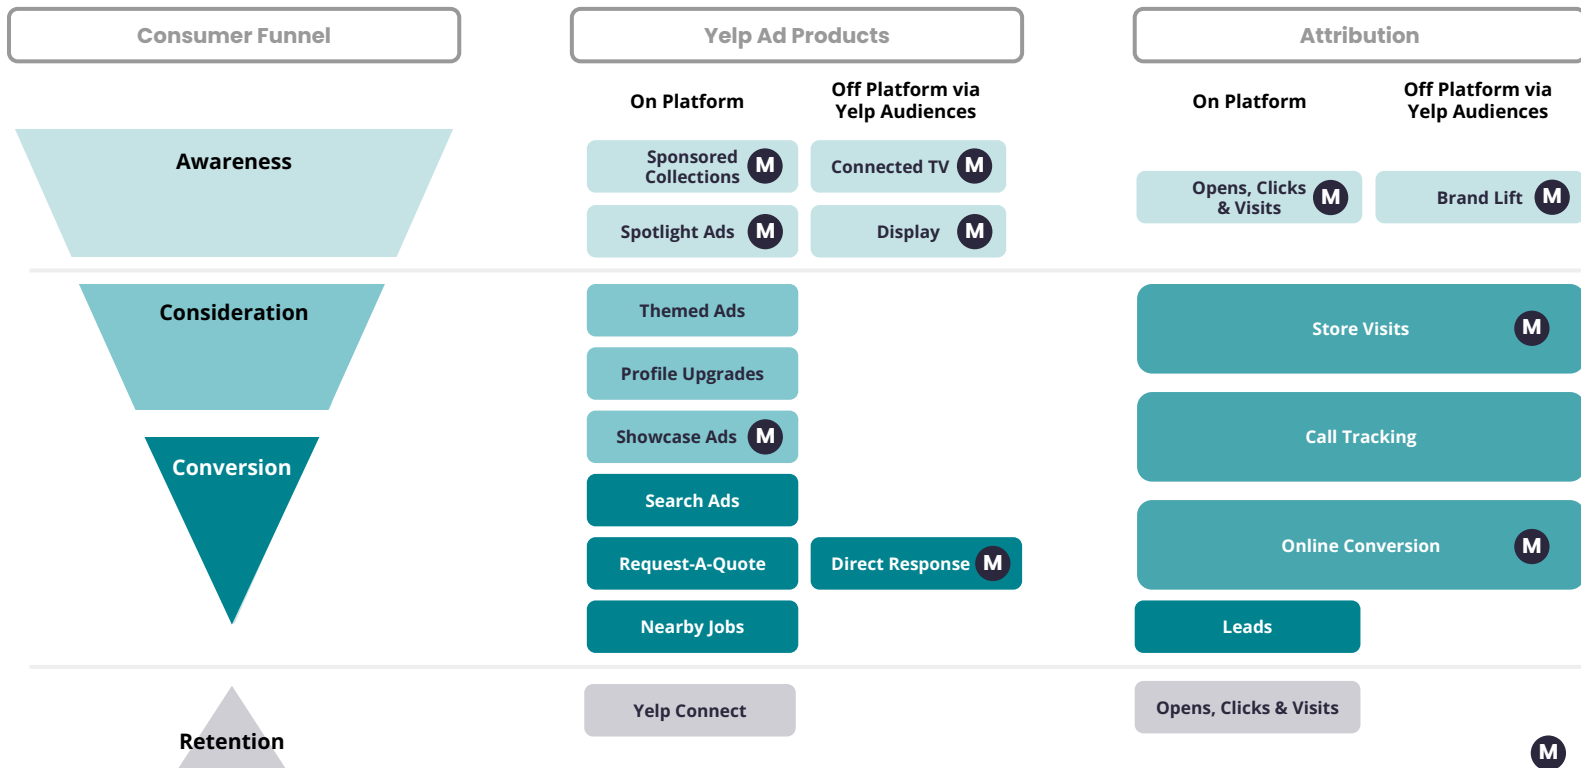 Consumer Funnel
Yelp Ad Products
Attribution
On Platform
Off Platform via
Yelp Audiences
On Platform
Off Platform via
Yelp Audiences
Awareness
Sponsored
Collections
M
Connected TV
M
Spotlight Ads
M
Display
M
Opens, Clicks
& Visits
M
Brand Lift
M
Consideration
Themed Ads
Profile Upgrades
Showcase Ads
M
Store Visits
M
Call Tracking
Conversion
Search Ads
Request-A-Quote
Direct Response
M
Nearby Jobs
Online Conversion
M
Leads
Retention
Yelp Connect
Opens, Clicks & Visits
M